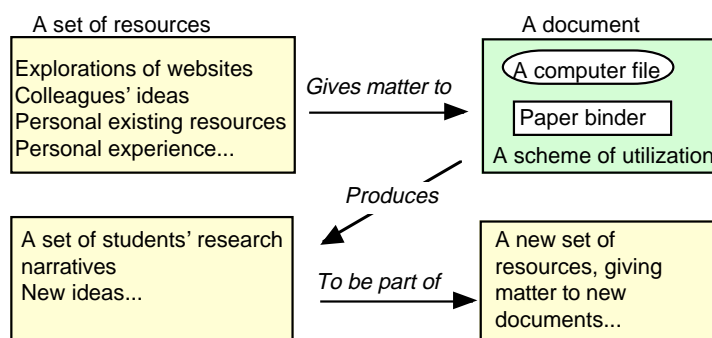 A set of resources
A document
Explorations of websites
Colleagues' ideas
Personal existing resources
Personal experience...
Gives matter to
A computer file
Paper binder
A scheme of utilization
Produces
A set of students' research
narratives
New ideas...
To be part of
A new set of
resources, giving
matter to new
documents...